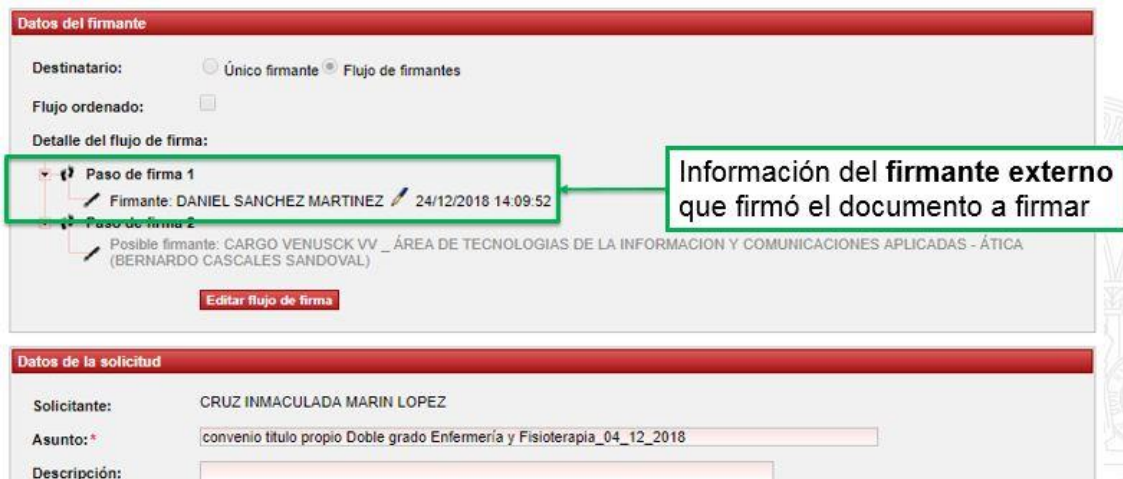 Datos del firmante
Destinatario: Único firmante Flujo de firmantes
Flujo ordenado:
Detalle del flujo de firma:
Paso de firma 1
Firmante: DANIEL SANCHEZ MARTINEZ 24/12/2018 14:09:52
Información del firmante externo
que firmó el documento a firmar
Paso de firma 2
Posible firmante: CARGO VENUSCK VV _ ÁREA DE TECNOLOGIAS DE LA INFORMACION Y COMUNICACIONES APLICADAS - ÁTICA
(BERNARDO CASCALES SANDOVAL)
Editar flujo de firma
Datos de la solicitud
Solicitante: CRUZ INMACULADA MARIN LOPEZ
Asunto:* convenio titulo propio Doble grado Enfermería y Fisioterapia_04_12_2018
Descripción: